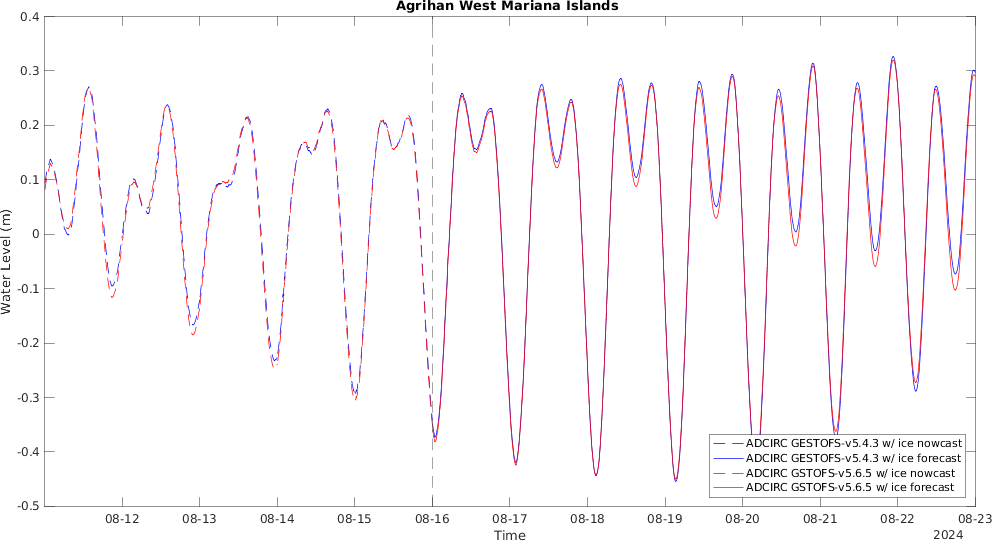 Agrihan West Mariana Islands
0.4
0.3
0.2
0.1
0
-0.1
-0.2
-0.3
-0.4
-0.5
Water Level (m)
ADCIRC GESTOFS-v5.4.3 w/ ice nowcast
ADCIRC GESTOFS-v5.4.3 w/ ice forecast
ADCIRC GSTOFS-v5.6.5 w/ ice nowcast
ADCIRC GSTOFS-v5.6.5 w/ ice forecast
08-12 08-13 08-14 08-15 08-16 08-17 08-18 08-19 08-20 08-21 08-22 08-23
Time
2024